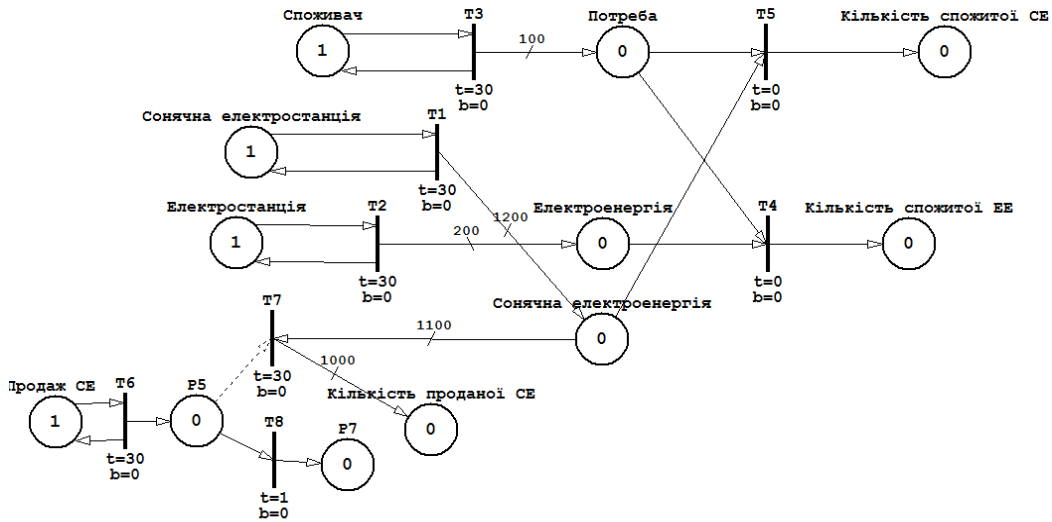 Споживач
T3
Потреба
T5
Кількість спожитої СЕ
1
100
0
0
t=30
b=0
t=0
b=0
Сонячна електростанція
T1
1
t=30
b=0
Електростанція
T2
1200
Електроенергія
T4
Кількість спожитої ЕЕ
1
200
0
0
t=30
b=0
t=0
b=0
T7
Сонячна електроенергія
1100
0
1000
t=30
b=0
Продаж СЕ
T6
P5
Кількість проданої СЕ
1
0
T8
P7
0
t=30
b=0
0
t=1
b=0